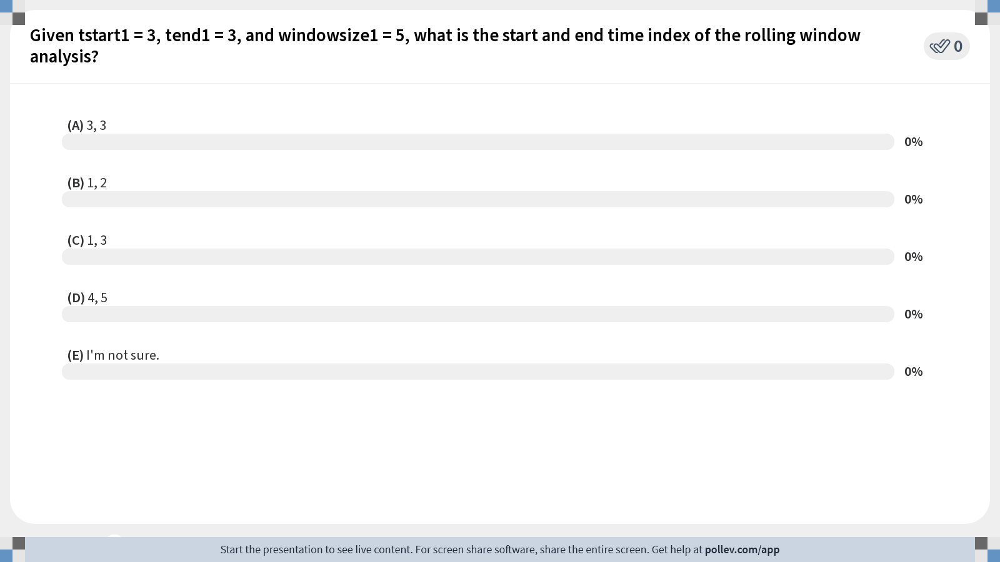 Given tstart1 = 3, tend1 = 3, and windowsize1 = 5, what is the start and end time index of the rolling window
analysis?
0
(A) 3, 3
0%
(B) 1, 2
0%
(C) 1, 3
0%
(D) 4, 5
0%
(E) I'm not sure.
0%
Start the presentation to see live content. For screen share software, share the entire screen. Get help at pollev.com/app